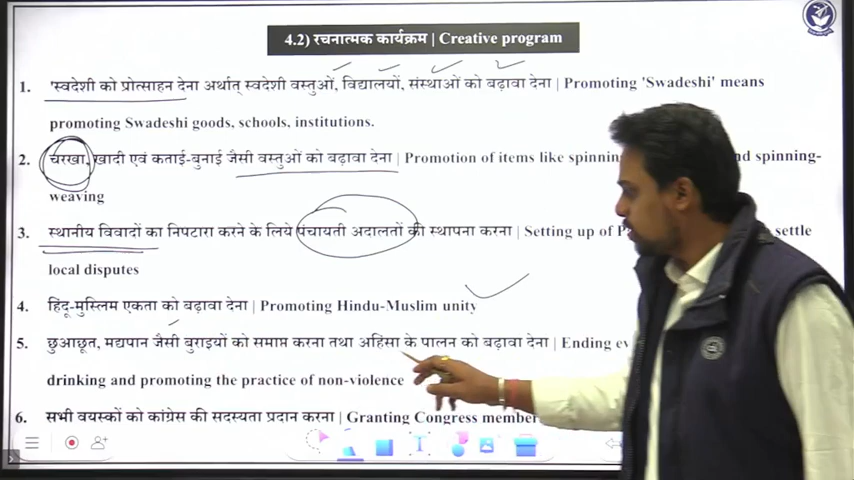 4.2) रचनात्मक कार्यक्रम | Creative program
1. 'स्वदेशी को प्रोत्साहन देना अर्थात् स्वदेशी वस्तुओं, विद्यालयों, संस्थाओं को बढ़ावा देना | Promoting 'Swadeshi' means
promoting Swadeshi goods, schools, institutions.
2. चरखा, खादी एवं कताई-बुनाई जैसी वस्तुओं को बढ़ावा देना | Promotion of items like and spinning-
weaving
3. स्थानीय विवादों का निपटारा करने के लिये पंचायती अदालतों की स्थापना करना | Setting up of settle
local disputes
4. हिंदू-मुस्लिम एकता को बढ़ावा देना | Promoting Hindu-Muslim unity
5. छुआछूत, मद्यपान जैसी बुराइयों को समाप्त करना तथा अहिंसा के पालन को बढ़ावा देना | Ending
drinking and promoting the practice of non-violence
6. सभी वयस्कों को कांग्रेस की सदस्यता प्रदान करना | Granting Congress